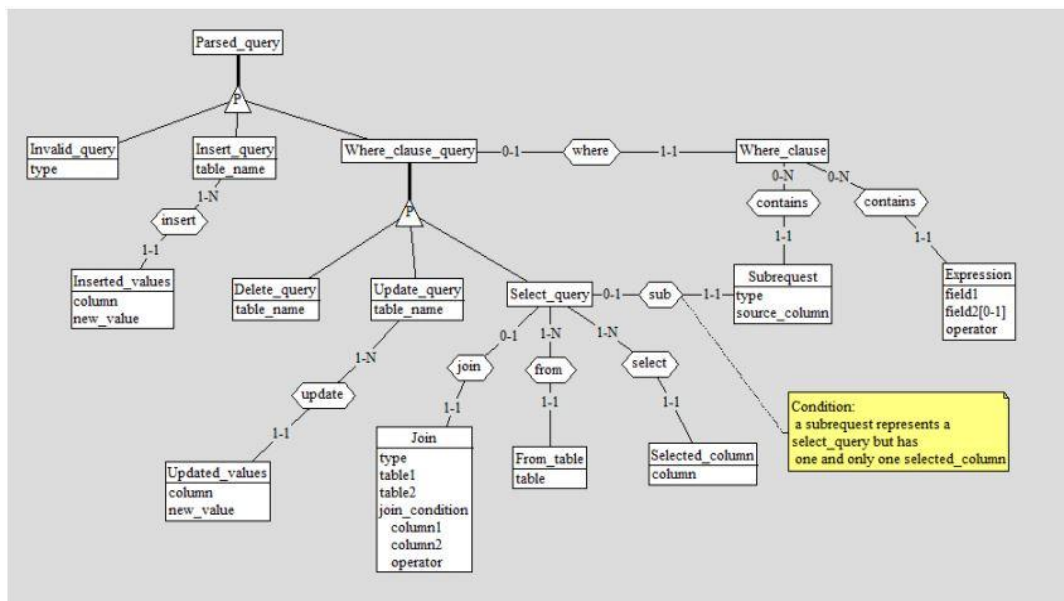 Parsed_query
P
Invalid_query
type
Insert_query
table_name
Where_clause_query
0-1
where
1-1
Where_clause
1-N
insert
1-1
Inserted_values
column
new_value
P
0-N
contains
1-1
0-N
contains
1-1
Delete_query
table_name
Update_query
table_name
Select_query
0-1
sub
1-1
Subrequest
type
source_column
Expression
field1
field2[0-1]
operator
1-N
update
1-1
Updated_values
column
new_value
0-1
join
1-1
Join
type
table1
table2
join_condition
column1
column2
operator
1-N
from
1-1
From_table
table
1-N
select
1-1
Selected_column
column
Condition:
a subrequest represents a
select_query but has
one and only one selected_column